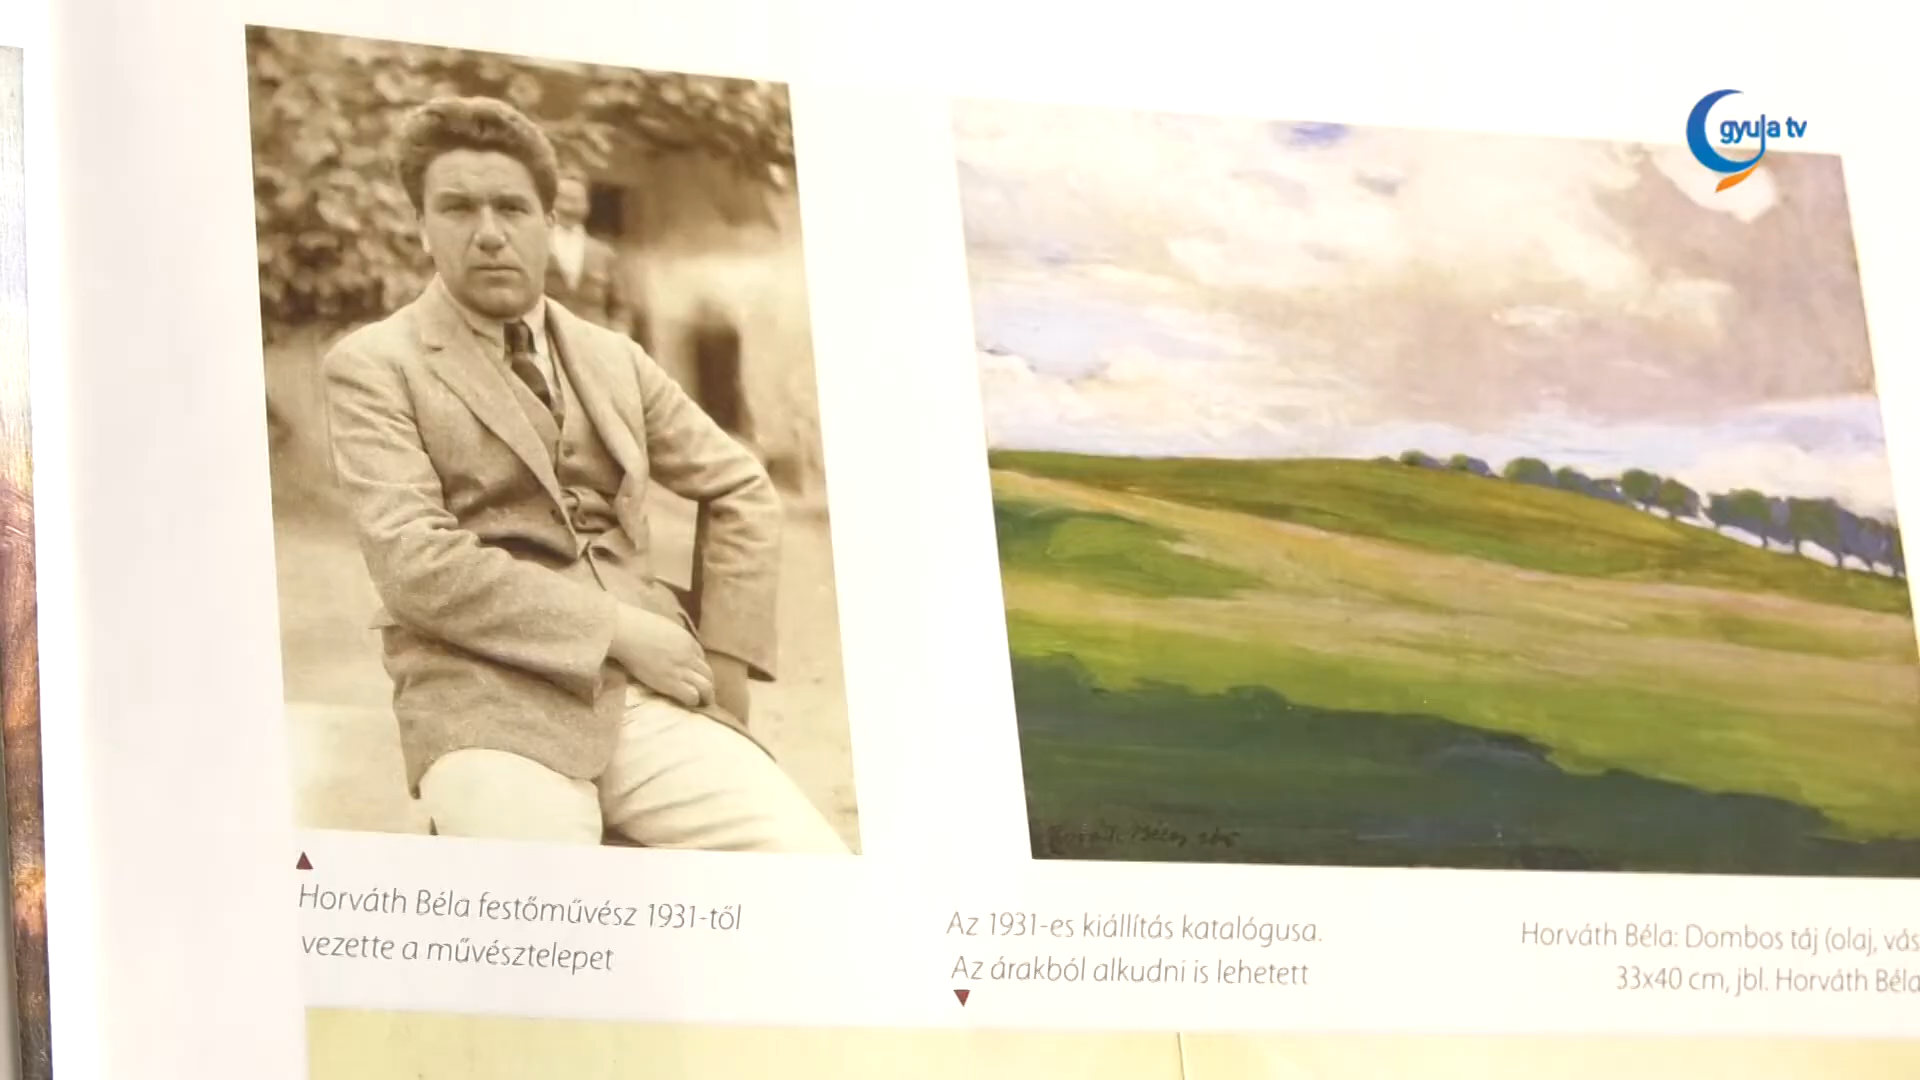 gyula tv
Horváth Béla festőművész 1931-től
vezette a művésztelepet
Az 1931-es kiállítás katalógusa.
Az árakból alkudni is lehetett
Horváth Béla: Dombos táj (olaj, vás
33x40 cm, jbl. Horváth Béla